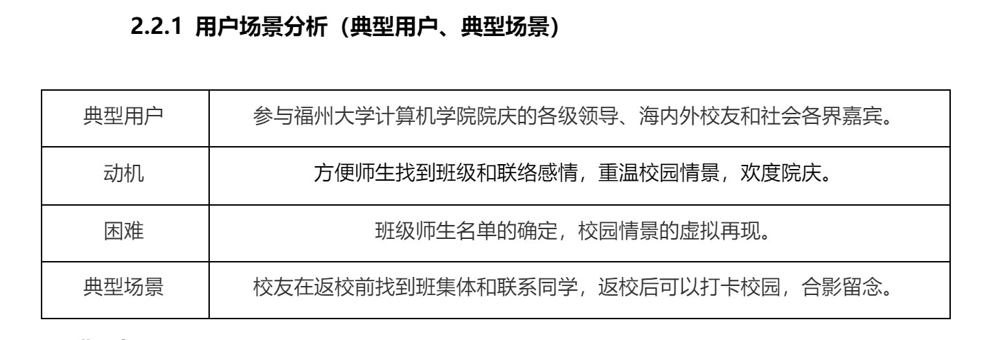 2.2.1 用户场景分析（典型用户、典型场景）
典型用户
参与福州大学计算机学院院庆的各级领导、海内外校友和社会各界嘉宾。
动机
方便师生找到班级和联络感情，重温校园情景，欢度院庆。
困难
班级师生名单的确定，校园情景的虚拟再现。
典型场景
校友在返校前找到班集体和联系同学，返校后可以打卡校园，合影留念。